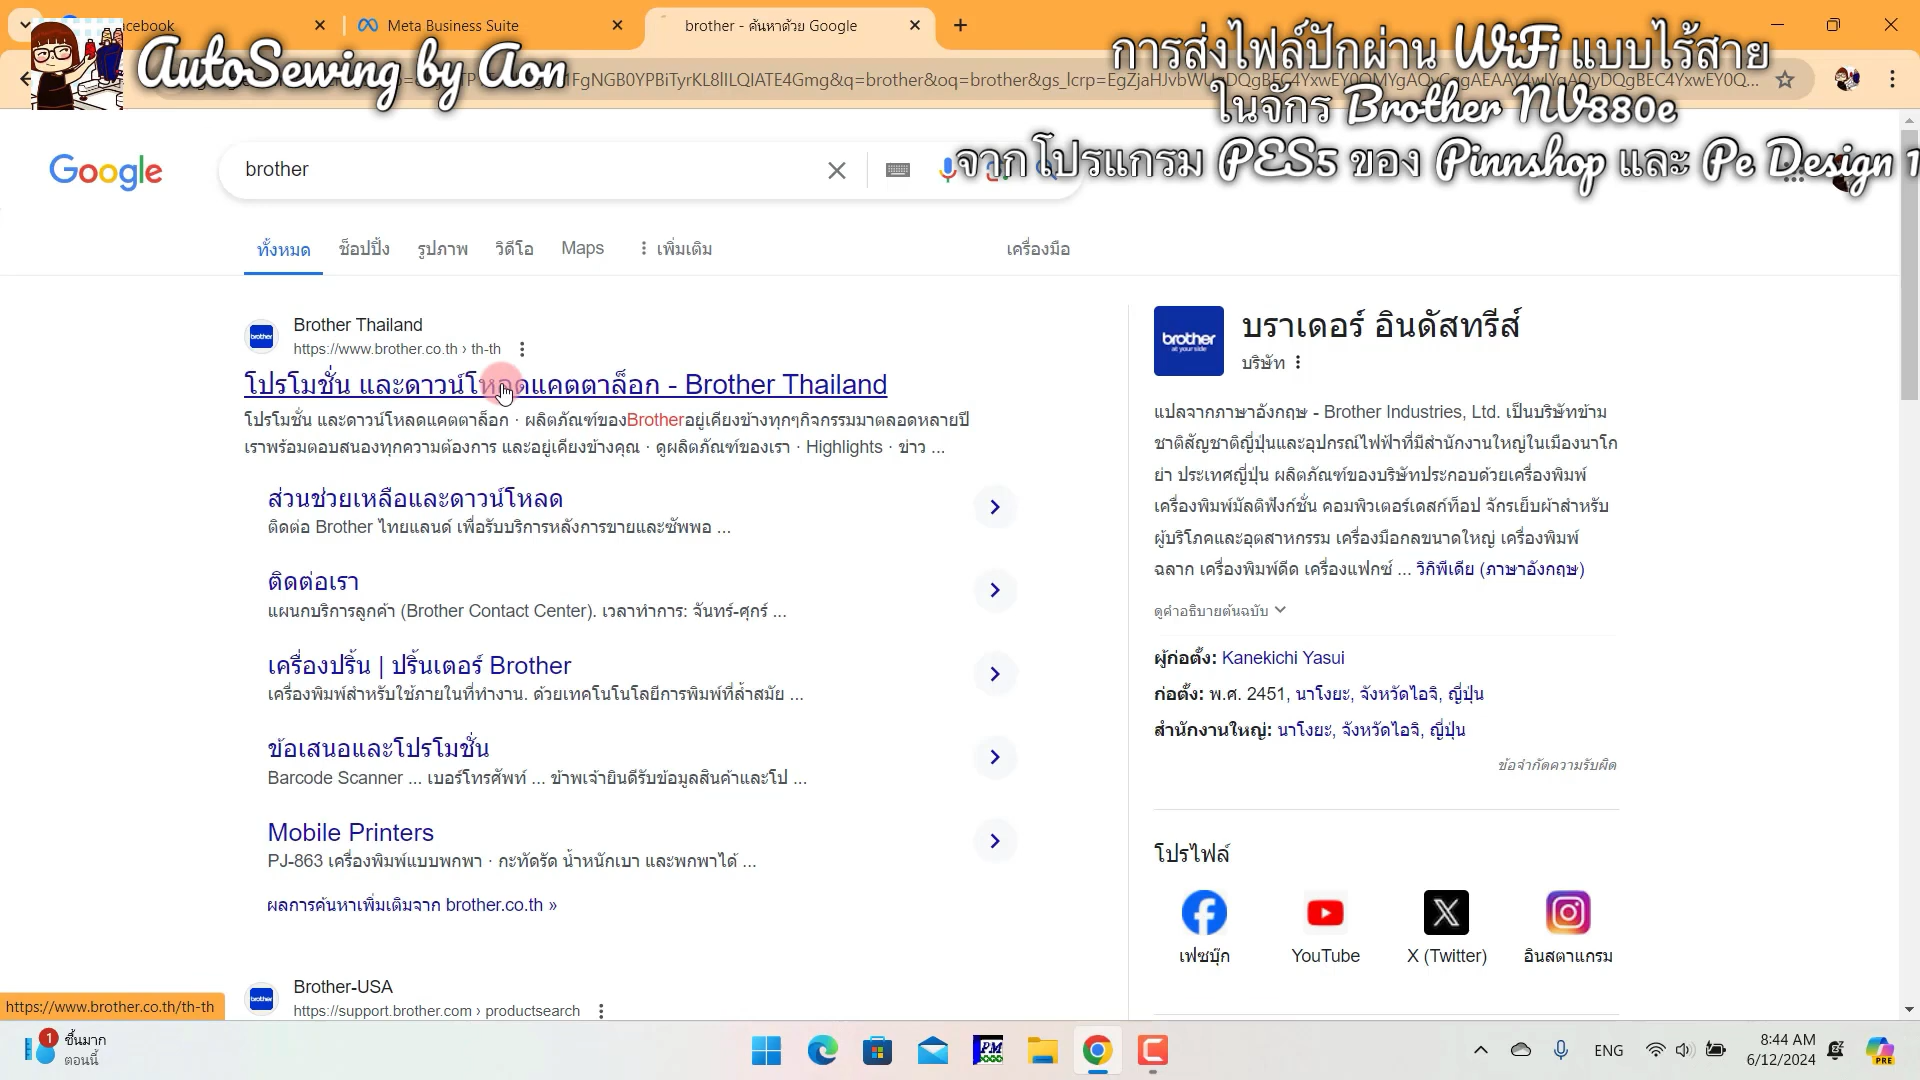 Meta Business Suite
brother - ค้นหาด้วย Google
AutoSewing by Aon
การส่งไฟล์ปักผ่าน WiFi แบบไร้สาย
ในจักร Brother NV880e
จากโปรแกรม PES5 ของ Pinnshop และ Pe Design 1
Google
brother
ทั้งหมด
ช็อปปิ้ง
รูปภาพ
วิดีโอ
Maps
เพิ่มเติม
เครื่องมือ
Brother Thailand
https://www.brother.co.th › th-th
โปรโมชั่น และดาวน์โหลดแคตตาล็อก - Brother Thailand
โปรโมชั่น และดาวน์โหลดแคตตาล็อก · ผลิตภัณฑ์ของBrotherอยู่เคียงข้างทุกๆกิจกรรมมาตลอดหลายปี
เราพร้อมตอบสนองทุกความต้องการ และอยู่เคียงข้างคุณ · ดูผลิตภัณฑ์ของเรา · Highlights · ข่าว ...
ส่วนช่วยเหลือและดาวน์โหลด
ติดต่อ Brother ไทยแลนด์ เพื่อรับบริการหลังการขายและซัพพอ ...
ติดต่อเรา
แผนกบริการลูกค้า (Brother Contact Center). เวลาทำการ: จันทร์-ศุกร์ ...
เครื่องปริ้น | ปริ้นเตอร์ Brother
เครื่องพิมพ์สำหรับใช้ภายในที่ทำงาน. ด้วยเทคโนโนโลยีการพิมพ์ที่ล้ำสมัย ...
ข้อเสนอและโปรโมชั่น
Barcode Scanner ... เบอร์โทรศัพท์ ... ข้าพเจ้ายินดีรับข้อมูลสินค้าและโป ...
Mobile Printers
PJ-863 เครื่องพิมพ์แบบพกพา · กะทัดรัด น้ำหนักเบา และพกพาได้ ...
ผลการค้นหาเพิ่มเติมจาก brother.co.th »
Brother-USA
https://support.brother.com › productsearch
brother
at your side
บราเดอร์ อินดัสทรีส์
บริษัท
แปลจากภาษาอังกฤษ - Brother Industries, Ltd. เป็นบริษัทข้าม
ชาติสัญชาติญี่ปุ่นและอุปกรณ์ไฟฟ้าที่มีสำนักงานใหญ่ในเมืองนาโก
ย่า ประเทศญี่ปุ่น ผลิตภัณฑ์ของบริษัทประกอบด้วยเครื่องพิมพ์
เครื่องพิมพ์มัลติฟังก์ชั่น คอมพิวเตอร์เดสก์ท็อป จักรเย็บผ้าสำหรับ
ผู้บริโภคและอุตสาหกรรม เครื่องมือกลขนาดใหญ่ เครื่องพิมพ์
ฉลาก เครื่องพิมพ์ดีด เครื่องแฟกซ์ ... วิกิพีเดีย (ภาษาอังกฤษ)
ดูคำอธิบายต้นฉบับ
ผู้ก่อตั้ง: Kanekichi Yasui
ก่อตั้ง: พ.ศ. 2451, นาโงยะ, จังหวัดไอจิ, ญี่ปุ่น
สำนักงานใหญ่: นาโงยะ, จังหวัดไอจิ, ญี่ปุ่น
ข้อจำกัดความรับผิด
โปรไฟล์
เฟซบุ๊ก
YouTube
X (Twitter)
อินสตาแกรม
https://www.brother.co.th/th-th
1
ขึ้นมาก
ตอนนี้
PM
ENG
8:44 AM
6/12/2024
PRE